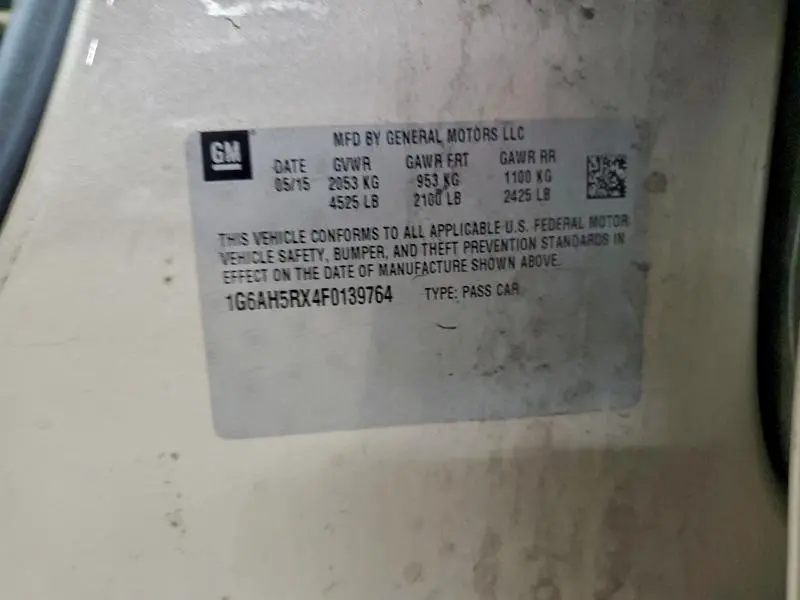 GM
MFD BY GENERAL MOTORS LLC
DATE GVWR GAWR FRT GAWR RR
05/15 2053 KG 953 KG 1100 KG
4525 LB 2100 LB 2425 LB
THIS VEHICLE CONFORMS TO ALL APPLICABLE U.S. FEDERAL MOTOR
VEHICLE SAFETY, BUMPER, AND THEFT PREVENTION STANDARDS IN
EFFECT ON THE DATE OF MANUFACTURE SHOWN ABOVE.
1G6AH5RX4F0139764 TYPE: PASS CAR